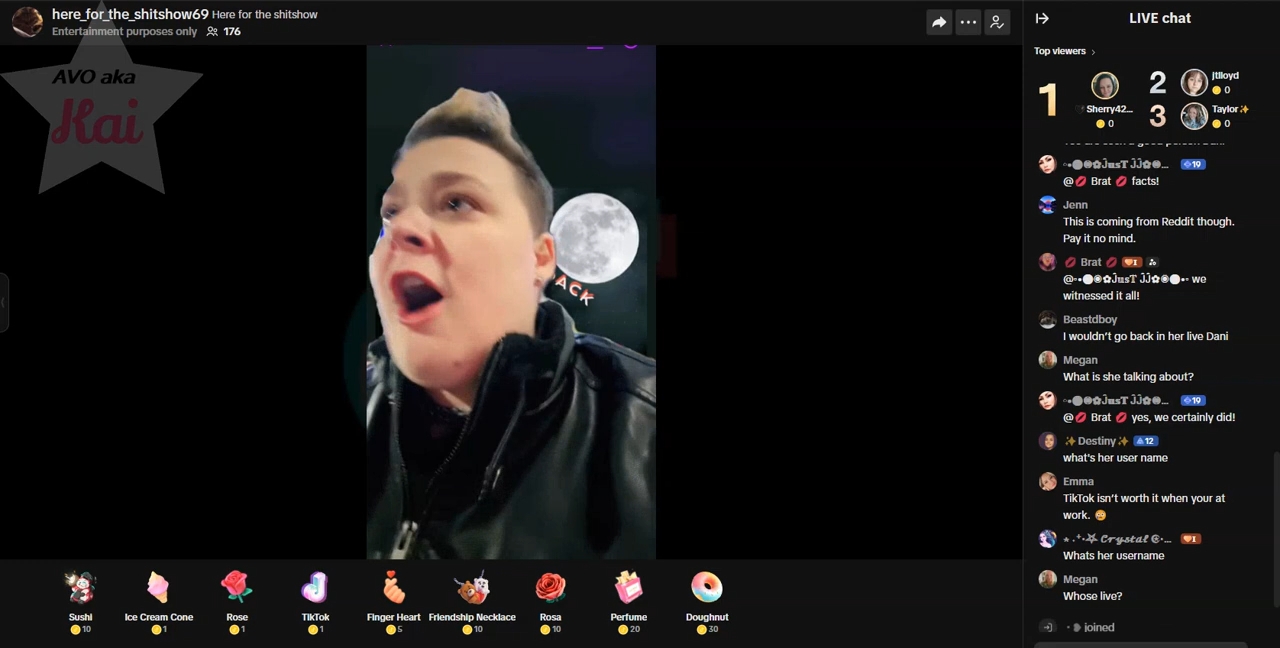 here_for_the_shitshow69 Here for the shitshow
Entertainment purposes only 176
AVO aka
Kai
ACK
Sushi
10
Ice Cream Cone
1
Rose
1
TikTok
1
Finger Heart
5
Friendship Necklace
10
Rosa
10
Perfume
20
Doughnut
30
LIVE chat
Top viewers
1
Sherry42...
0
2
jtlloyd
0
3
Taylor✨
0
19
@💋 Brat 💋 facts!
Jenn
This is coming from Reddit though.
Pay it no mind.
💋 Brat 💋 I
we
witnessed it all!
Beastdboy
I wouldn't go back in her live Dani
Megan
What is she talking about?
19
@💋 Brat 💋 yes, we certainly did!
✨Destiny✨ 12
what's her user name
Emma
TikTok isn't worth it when your at
work. 😳
𝓒𝓻𝔂𝓼𝓽𝓪𝓵 I
Whats her username
Megan
Whose live?
joined